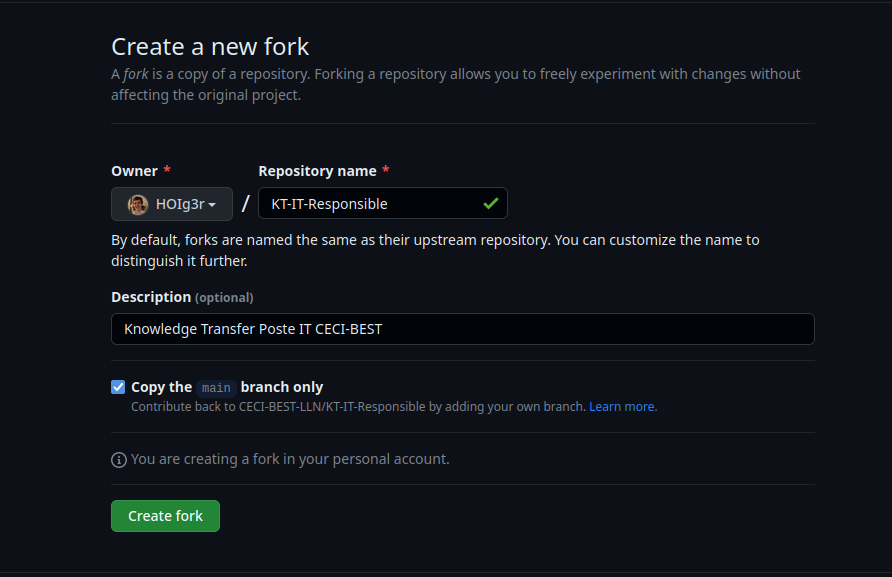 Create a new fork
A fork is a copy of a repository. Forking a repository allows you to freely experiment with changes without
affecting the original project.
Owner * Repository name *
HOIg3r / KT-IT-Responsible
By default, forks are named the same as their upstream repository. You can customize the name to
distinguish it further.
Description (optional)
Knowledge Transfer Poste IT CECI-BEST
Copy the main branch only
Contribute back to CECI-BEST-LLN/KT-IT-Responsible by adding your own branch. Learn more.
You are creating a fork in your personal account.
Create fork